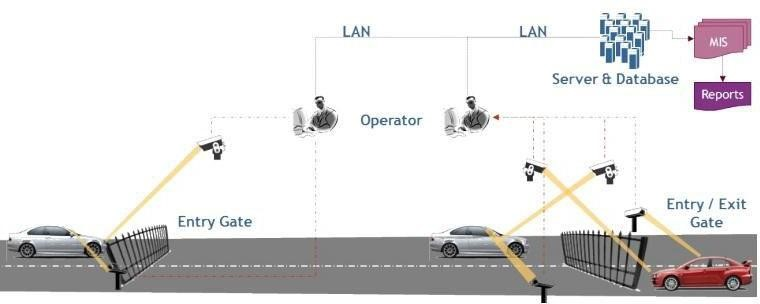 LAN
LAN
MIS
Server & Database
Reports
Operator
Entry Gate
Entry / Exit
Gate